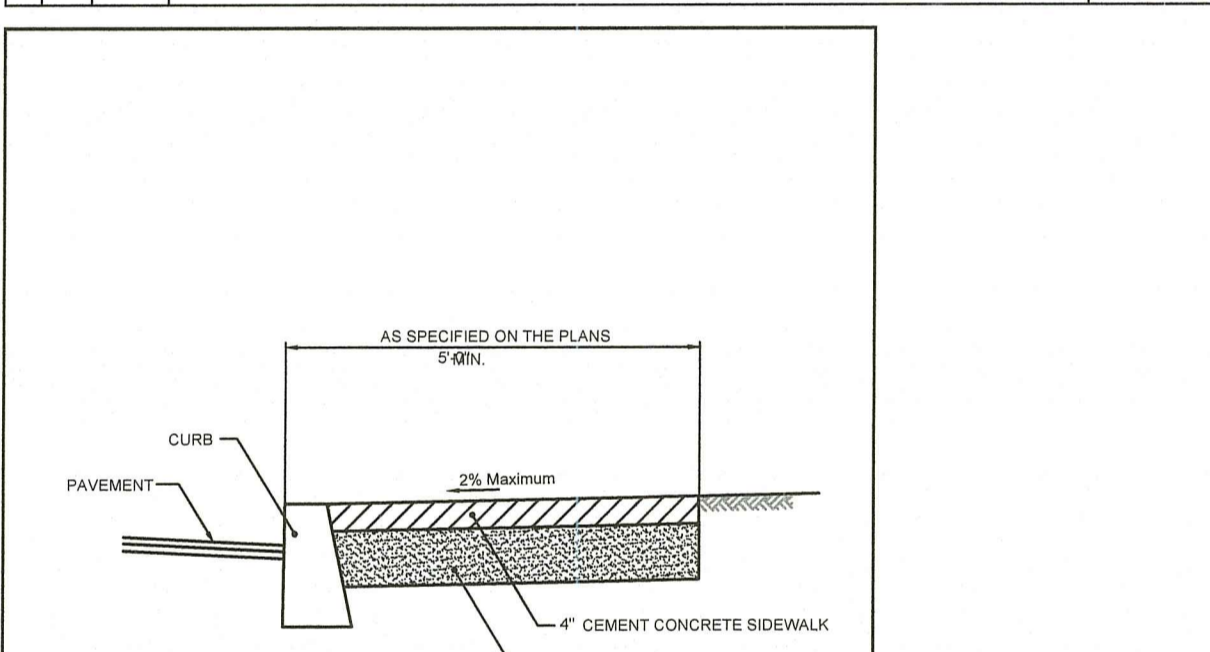 AS SPECIFIED ON THE PLANS
5'-0" MIN.
CURB
PAVEMENT
2% Maximum
4" CEMENT CONCRETE SIDEWALK